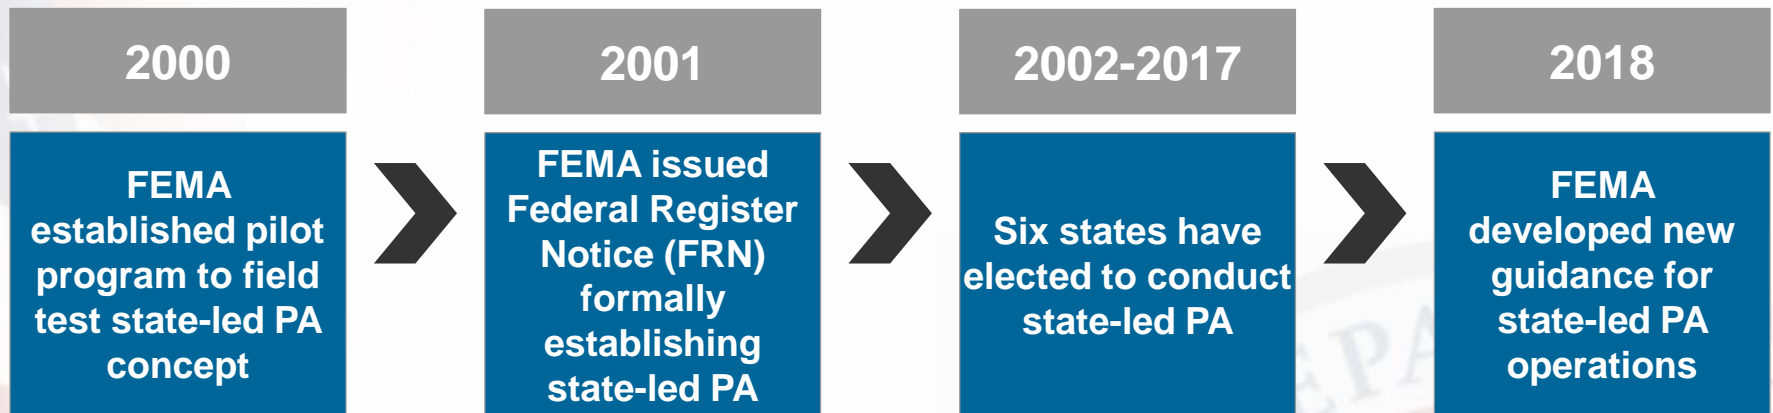 2000
FEMA
established pilot
program to field
test state-led PA
concept
2001
FEMA issued
Federal Register
Notice (FRN)
formally
establishing
state-led PA
2002-2017
Six states have
elected to conduct
state-led PA
2018
FEMA
developed new
guidance for
state-led PA
operations